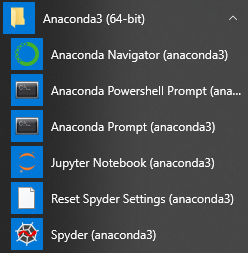 Anaconda3 (64-bit)
Anaconda Navigator (anaconda3)
Anaconda Powershell Prompt (ana...
Anaconda Prompt (anaconda3)
Jupyter Notebook (anaconda3)
Reset Spyder Settings (anaconda3)
Spyder (anaconda3)